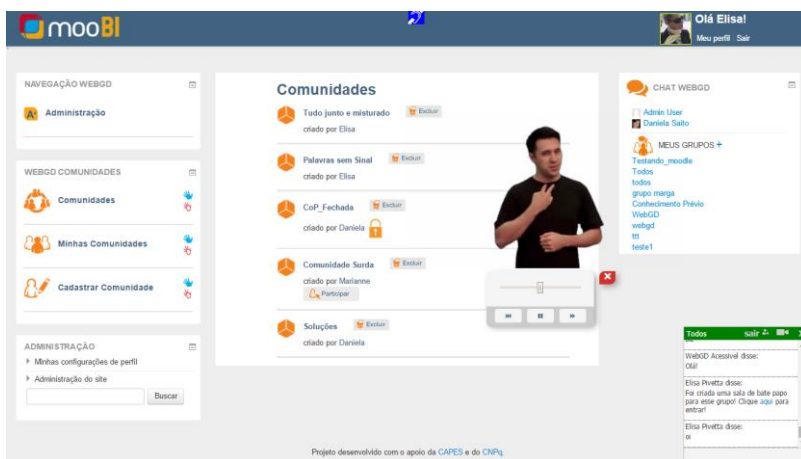 mooBI
Olá Elisa!
Meu perfil Sair
NAVEGAÇÃO WEBGD
Administração
WEBGD COMUNIDADES
Comunidades
Minhas Comunidades
Cadastrar Comunidade
ADMINISTRAÇÃO
Minhas configurações de perfil
Administração do site
Buscar
Comunidades
Tudo junto e misturado Excluir
criado por Elisa
Palavras sem Sinal Excluir
criado por Elisa
CoP_Fechada Excluir
criado por Daniela
Comunidade Surda Excluir
criado por Marianne
Participar
Soluções Excluir
criado por Daniela
CHAT WEBGD
Admin User
Daniela Saito
MEUS GRUPOS +
Testando_moodle
Todos
todos
grupo marga
Conhecimento Prévio
WebGD
webgd
ttt
teste1
Todos sair
WebGD Acessivel disse:
Olá!
Elisa Pivetta disse:
Foi criada uma sala de bate papo
para esse grupo! Clique aqui para
entrar!
Elisa Pivetta disse:
oi
Projeto desenvolvido com o apoio da CAPES e do CNPq.